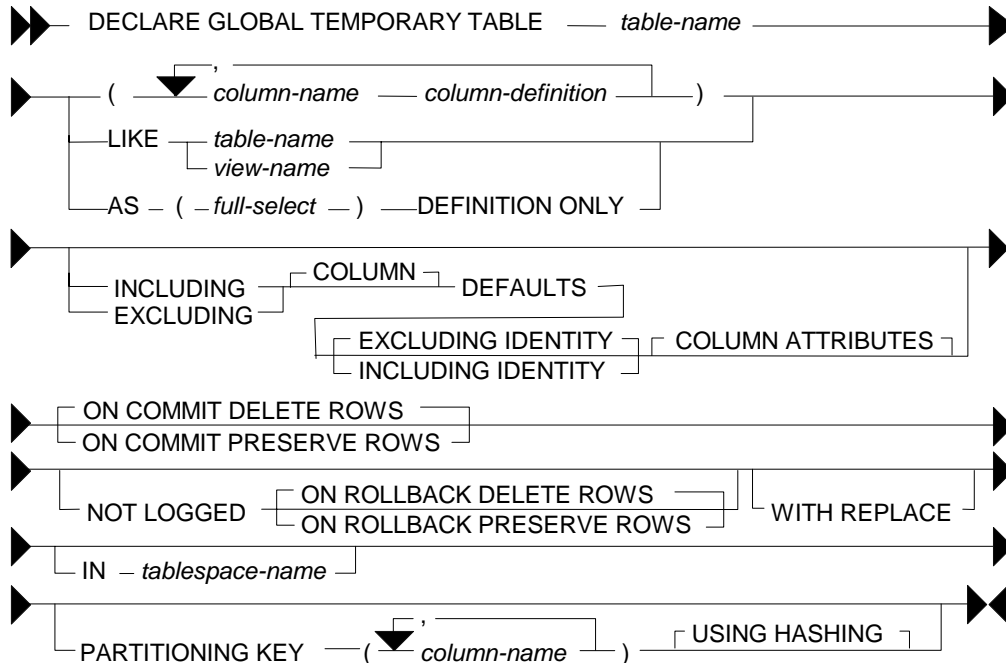 DECLARE GLOBAL TEMPORARY TABLE table-name
,
( column-name column-definition )
LIKE table-name
view-name
AS ( full-select ) DEFINITION ONLY
COLUMN
INCLUDING DEFAULTS
EXCLUDING
EXCLUDING IDENTITY COLUMN ATTRIBUTES
INCLUDING IDENTITY
ON COMMIT DELETE ROWS
ON COMMIT PRESERVE ROWS
ON ROLLBACK DELETE ROWS
NOT LOGGED ON ROLLBACK PRESERVE ROWS WITH REPLACE
IN tablespace-name
,
USING HASHING
PARTITIONING KEY ( column-name )